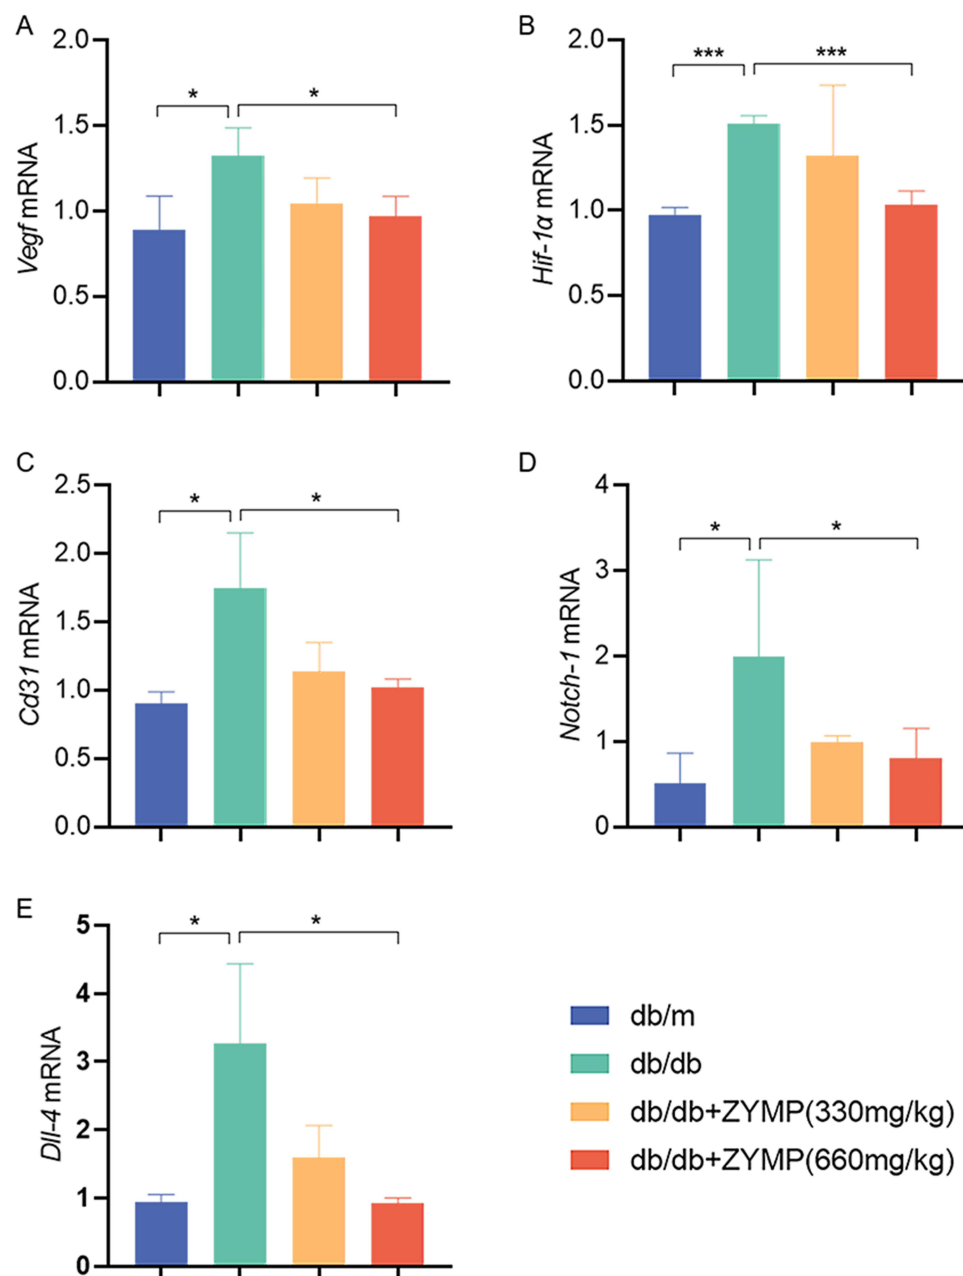 A
2.0
1.5
1.0
0.5
0.0
Vegf mRNA
*
*
B
2.0
1.5
1.0
0.5
0.0
Hif-1α mRNA
***
***
C
2.5
2.0
1.5
1.0
0.5
0.0
Cd31 mRNA
*
*
D
4
3
2
1
0
Notch-1 mRNA
*
*
E
5
4
3
2
1
0
Dll-4 mRNA
*
*
db/m
db/db
db/db+ZYMP(330mg/kg)
db/db+ZYMP(660mg/kg)